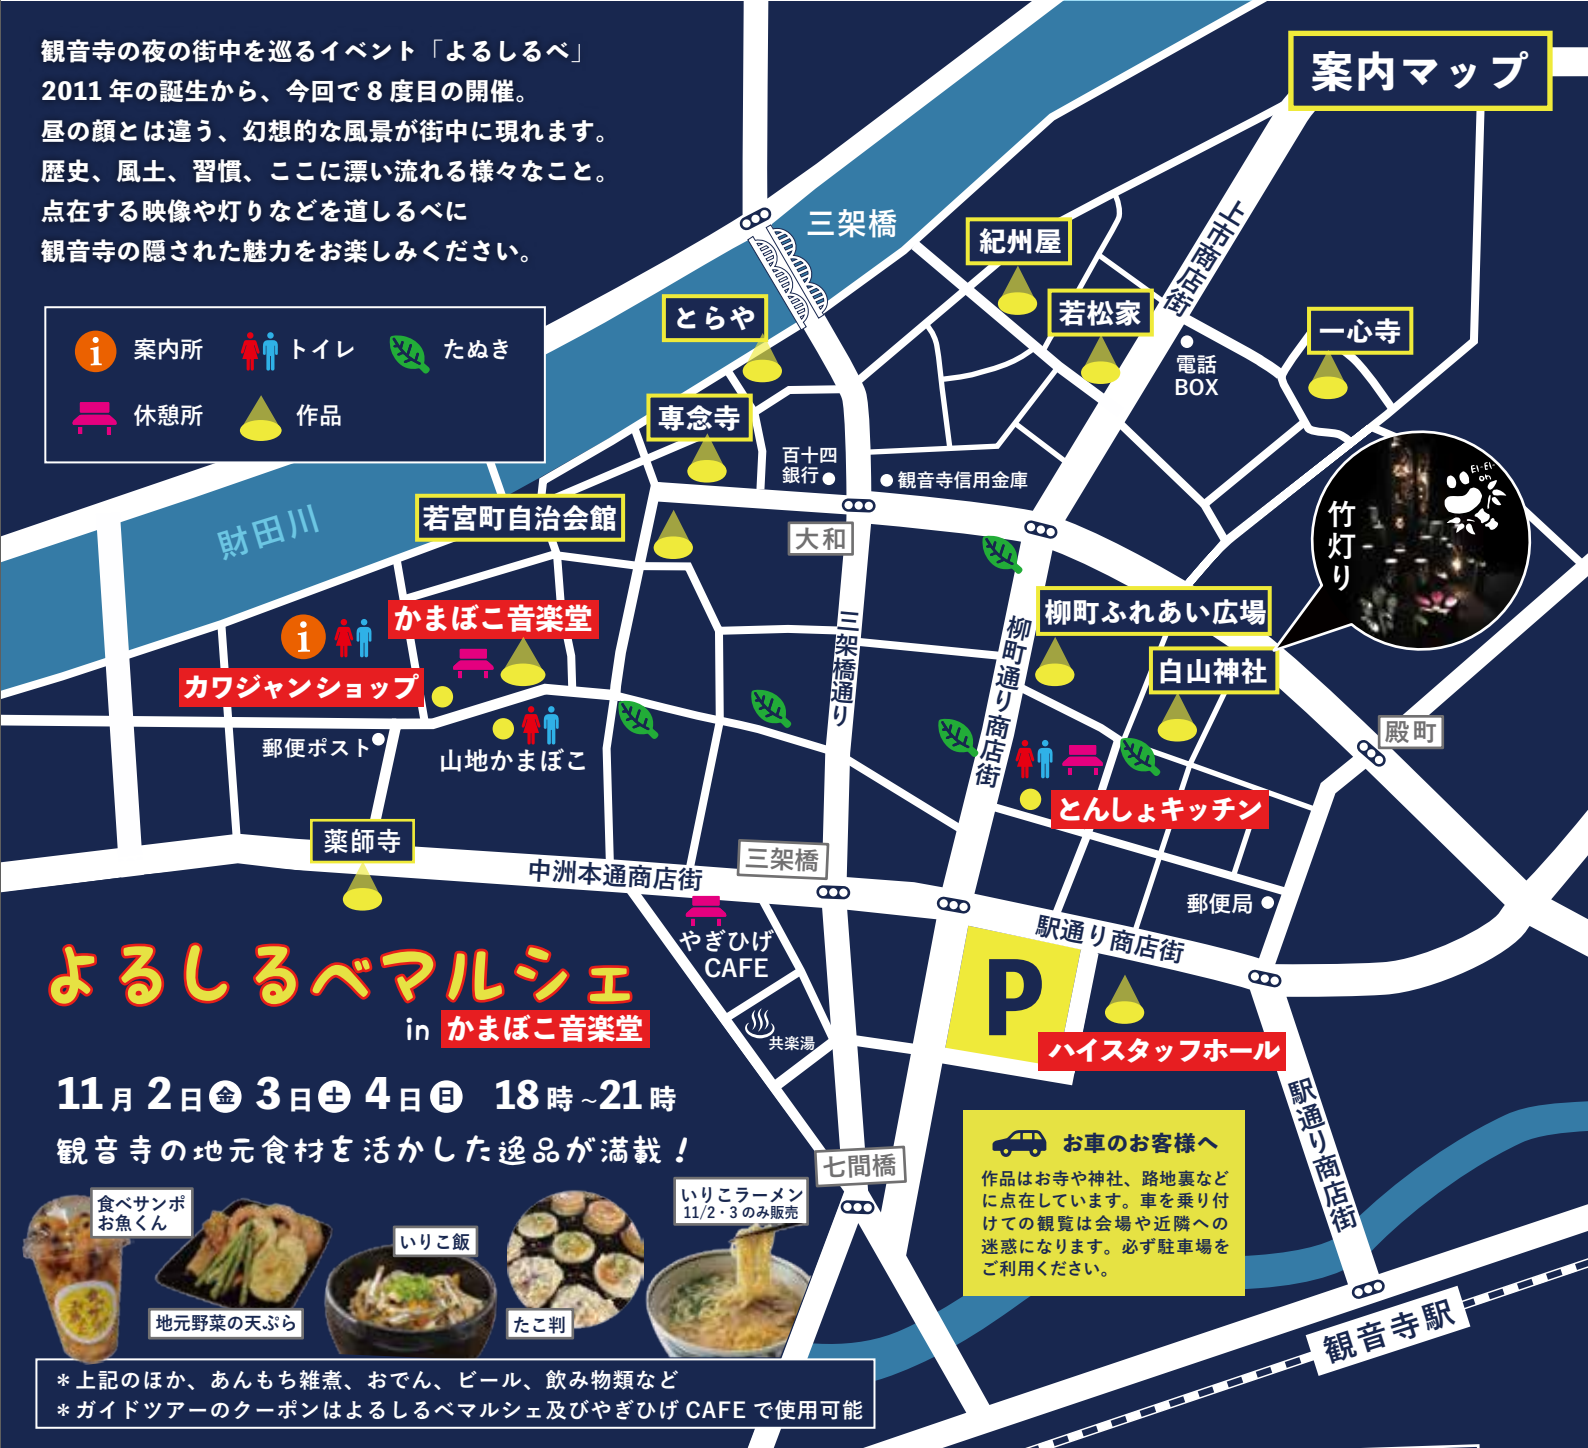 観音寺の夜の街中を巡るイベント「よるしるべ」
2011 年の誕生から、今回で 8 度目の開催。
昼の顔とは違う、幻想的な風景が街中に現れます。
歴史、風土、習慣、ここに漂い流れる様々なこと。
点在する映像や灯りなどを道しるべに
観音寺の隠された魅力をお楽しみください。
案内マップ
i 案内所 トイレ たぬき
休憩所 作品
三架橋
紀州屋
上市商店街
とらや
若松家
一心寺
電話
BOX
専念寺
百十四
銀行
観音寺信用金庫
若宮町自治会館
財田川
大和
EI-EI-
oh
竹灯り
かまぼこ音楽堂
i
カワジャンショップ
三架橋通り
柳町通り商店街
柳町ふれあい広場
白山神社
殿町
郵便ポスト
山地かまぼこ
とんしょキッチン
薬師寺
三架橋
中洲本通商店街
郵便局
駅通り商店街
やぎひげ
CAFE
P
共楽湯
ハイスタッフホール
駅通り商店街
よるしるべマルシェ
in かまぼこ音楽堂
11月 2日金 3日土 4日日 18時~21時
観音寺の地元食材を活かした逸品が満載！
七間橋
お車のお客様へ
作品はお寺や神社、路地裏など
に点在しています。車を乗り付
けての観覧は会場や近隣への
迷惑になります。必ず駐車場を
ご利用ください。
食べサンポ
お魚くん
地元野菜の天ぷら
いりこ飯
たこ判
いりこラーメン
11/2・3 のみ販売
観音寺駅
＊上記のほか、あんもち雑煮、おでん、ビール、飲み物類など
＊ガイドツアーのクーポンはよるしるべマルシェ及びやぎひげ CAFE で使用可能